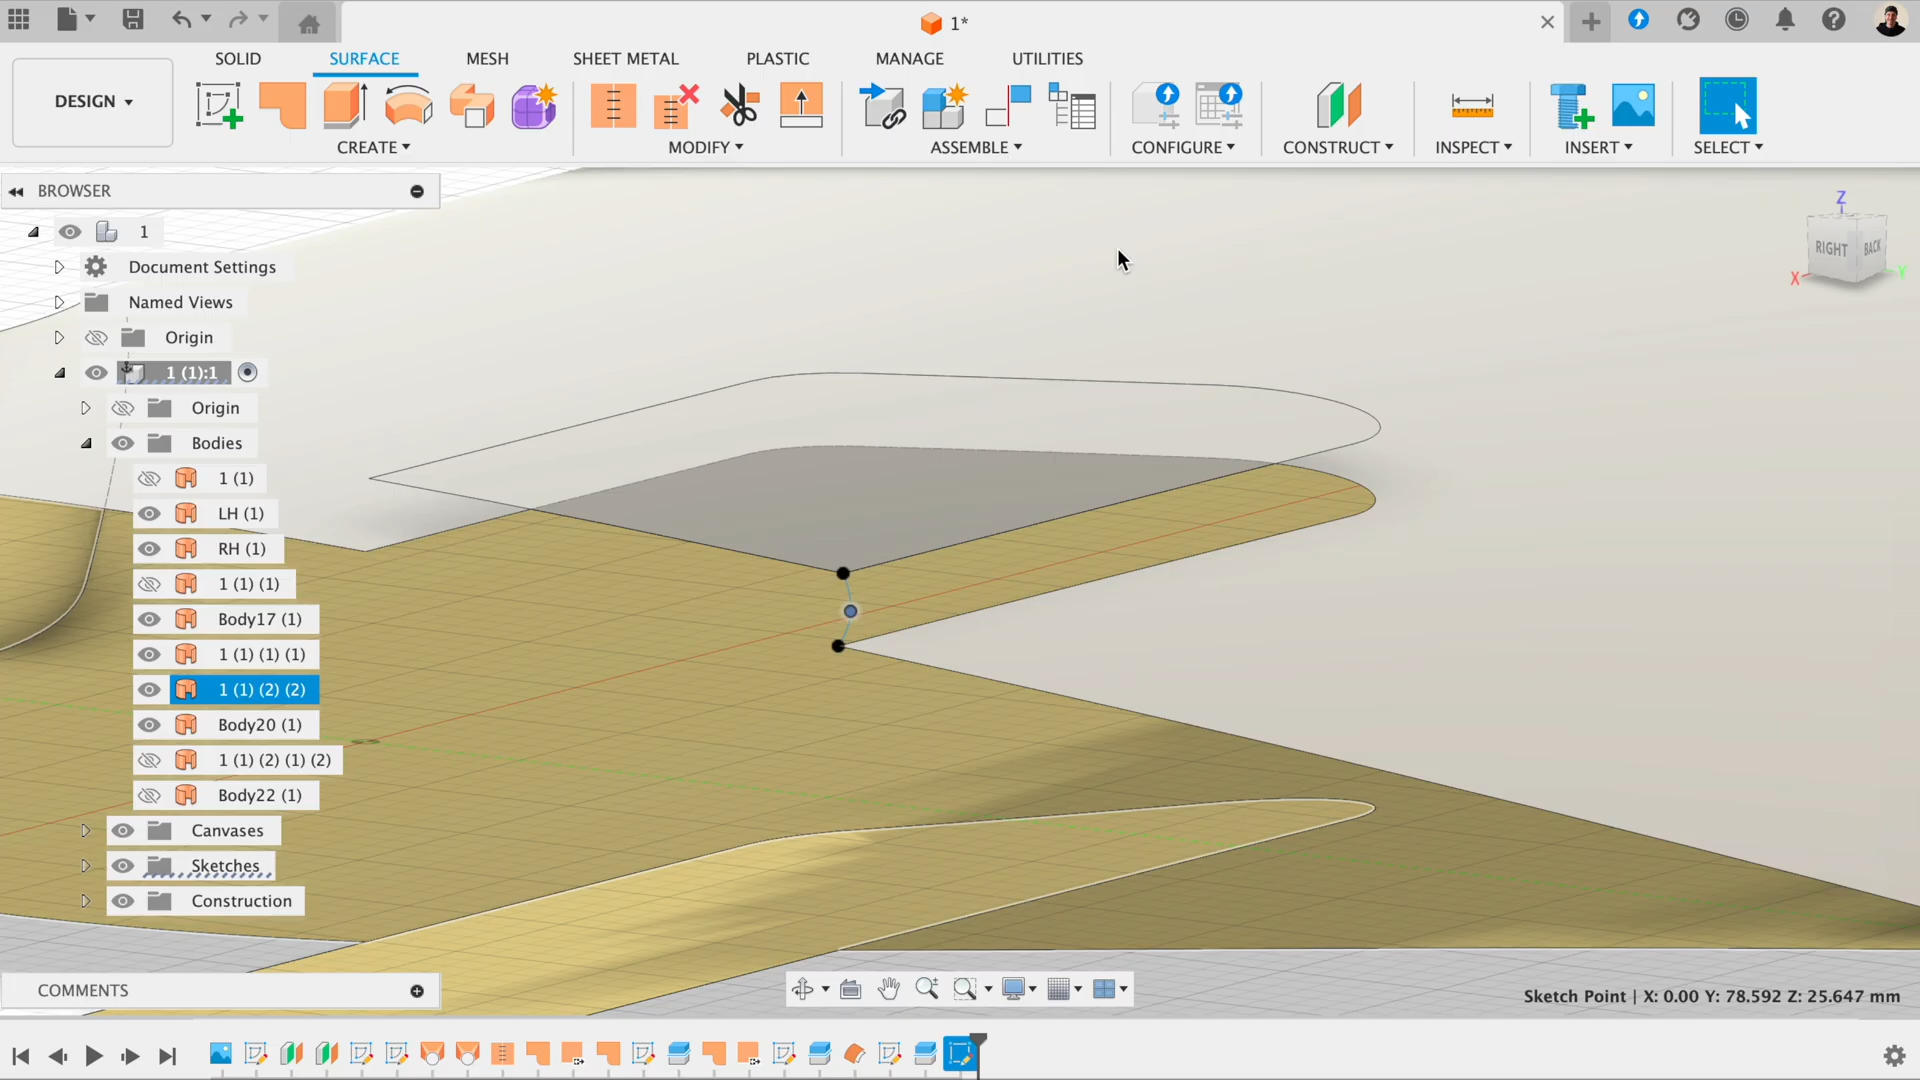 1*
SOLID SURFACE MESH SHEET METAL PLASTIC MANAGE UTILITIES
DESIGN
CREATE MODIFY ASSEMBLE CONFIGURE CONSTRUCT INSPECT INSERT SELECT
BROWSER
1
Document Settings
Named Views
Origin
1 (1):1
Origin
Bodies
1 (1)
LH (1)
RH (1)
1 (1) (1)
Body17 (1)
1 (1) (1) (1)
1 (1) (2) (2)
Body20 (1)
1 (1) (2) (1) (2)
Body22 (1)
Canvases
Sketches
Construction
Z
RIGHT BACK
X Y
COMMENTS
Sketch Point | X: 0.00 Y: 78.592 Z: 25.647 mm